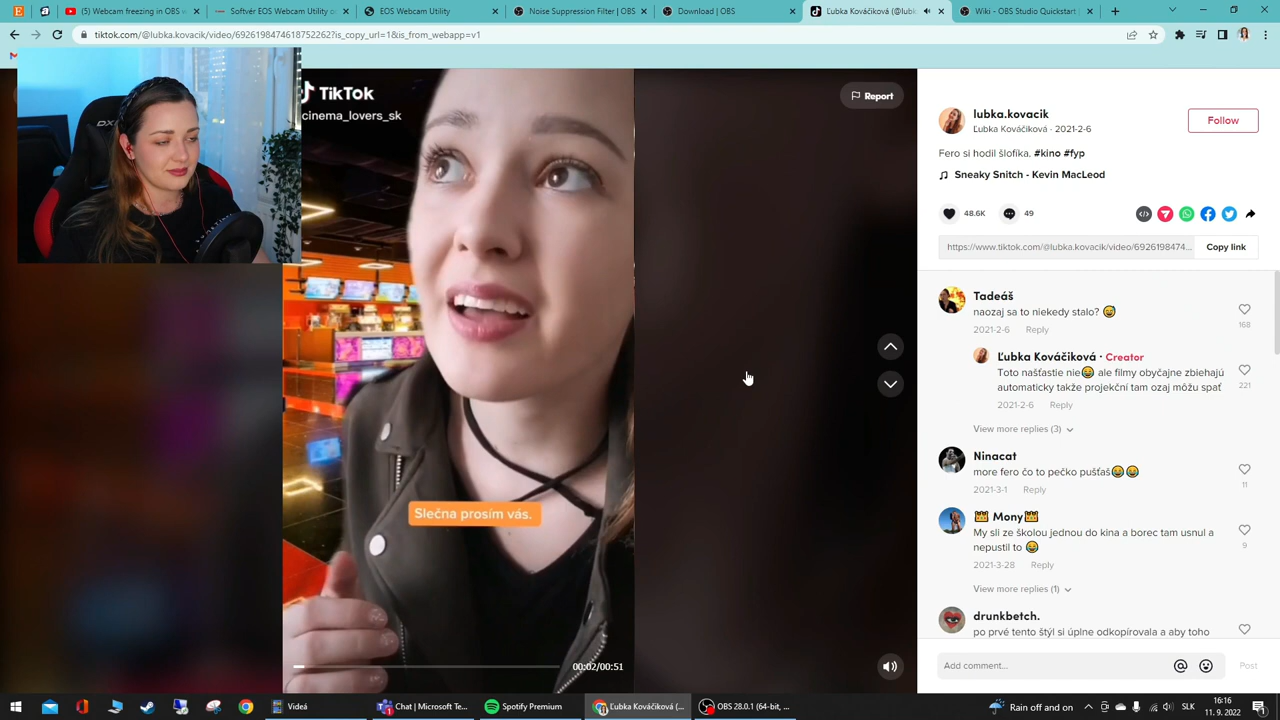 (5) Webcam freezing in OBS v
Softvér EOS Webcam Utility o
EOS Webcam Utility
Noise Suppression Filter | OBS
Download | OBS
Ľubka Kováčiková (@lub
Wiki - OBS Studio Quickstart
tiktok.com/@lubka.kovacik/video/6926198474618752262?is_copy_url=1&is_from_webapp=v1
TikTok
cinema_lovers_sk
Report
DX
Slečna prosím vás.
00:02/00:51
lubka.kovacik
Ľubka Kováčiková · 2021-2-6
Follow
Fero si hodil šlofíka. #kino #fyp
Sneaky Snitch - Kevin MacLeod
48.6K
49
https://www.tiktok.com/@lubka.kovacik/video/6926198474...
Copy link
Tadeáš
naozaj sa to niekedy stalo? 😅
168
2021-2-6 Reply
Ľubka Kováčiková · Creator
Toto našťastie nie😂 ale filmy obyčajne zbiehajú
automaticky takže projekční tam ozaj môžu spať
221
2021-2-6 Reply
View more replies (3)
Ninacat
more fero čo to pečko pušťaš😂😂
11
2021-3-1 Reply
Mony
My sli ze školou jednou do kina a borec tam usnul a
nepustil to 😂
9
2021-3-28 Reply
View more replies (1)
drunkbetch.
po prvé tento štýl si úplne odkopírovala a aby toho
Add comment...
Post
Videá
Chat | Microsoft Te...
Spotify Premium
Ľubka Kováčiková (...
OBS 28.0.1 (64-bit, ...
Rain off and on
SLK
16:16
11. 9. 2022